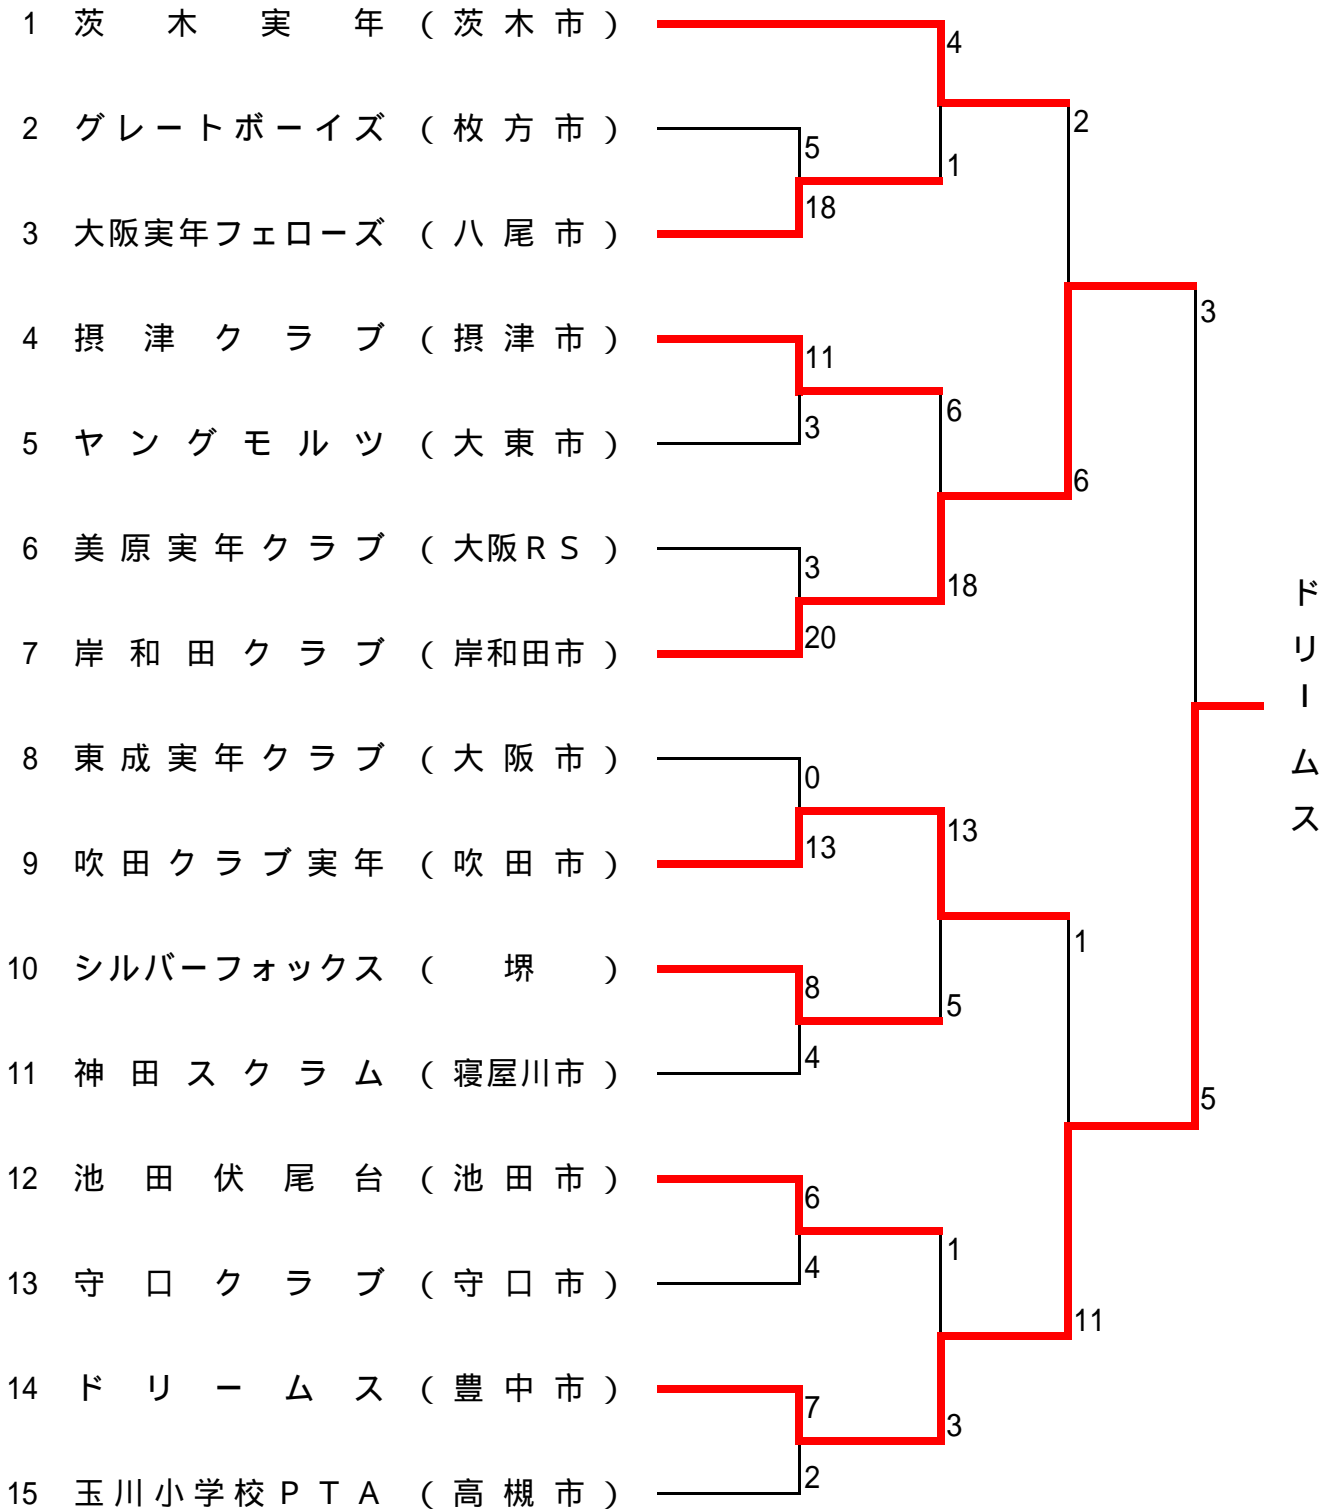 1 茨木実年 (茨木市)
4
2
2 グレートボーイズ (枚方市)
5
1
18
3 大阪実年フェローズ (八尾市)
3
4 摂津クラブ (摂津市)
11
6
3
5 ヤングモルツ (大東市)
6
6 美原実年クラブ (大阪RS)
3
18
20
7 岸和田クラブ (岸和田市)
ドリームス
8 東成実年クラブ (大阪市)
0
13
13
9 吹田クラブ実年 (吹田市)
1
10 シルバーフォックス (堺)
8
5
4
11 神田スクラム (寝屋川市)
5
12 池田伏尾台 (池田市)
6
1
4
13 守口クラブ (守口市)
11
14 ドリームス (豊中市)
7
3
2
15 玉川小学校PTA (高槻市)